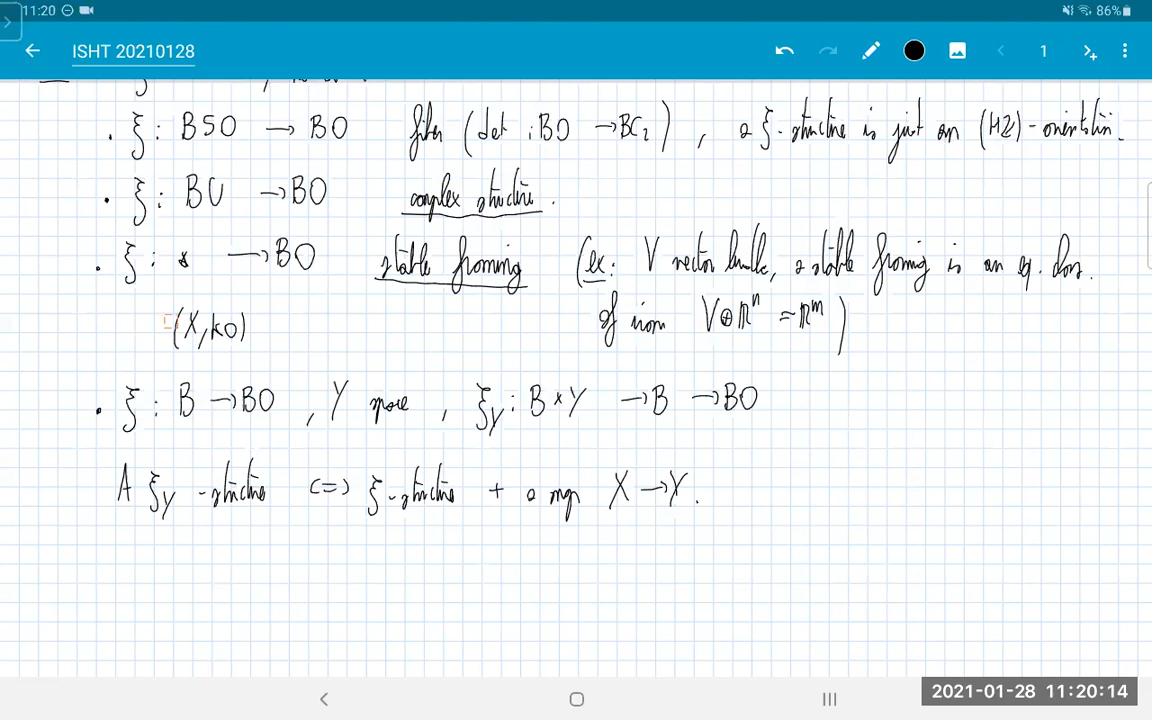 11:20
86%
ISHT 20210128
1
· ξ : BSO → BO fiber (det : BO → BC₂) , a ξ-structure is just an (HZ)-orientation.
· ξ : BU → BO complex structure.
· ξ : * → BO stable framing (ex: V vector bundle, a stable framing is an eq. class
of isom V⊕ℝⁿ ≃ ℝᵐ)
(X, ko)
· ξ : B → BO , Y space , ξ_Y : B × Y → B → BO
A ξ_Y-structure <=> ξ-structure + a map X → Y.
2021-01-28 11:20:14